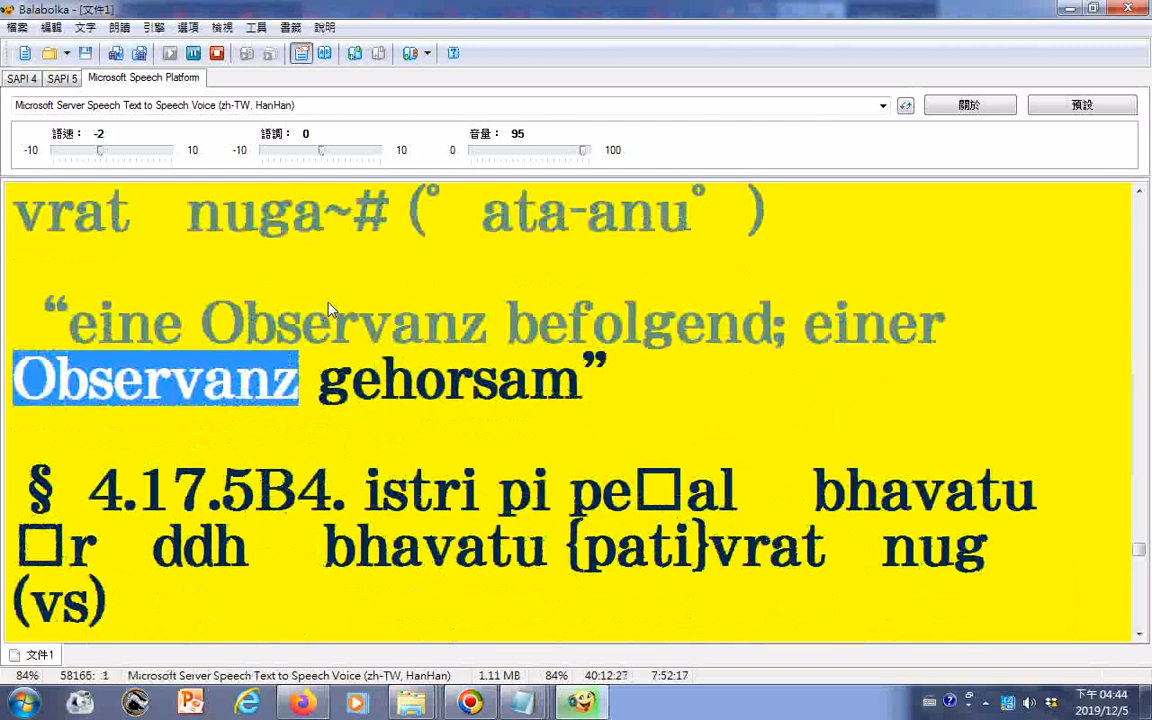 Balabolka - [文件1]
檔案 編輯 文字 朗讀 引擎 選項 檢視 工具 書籤 說明
SAPI 4 SAPI 5 Microsoft Speech Platform
Microsoft Server Speech Text to Speech Voice (zh-TW, HanHan) 關於 預設
語速： -2 語調： 0 音量： 95
-10 10 -10 10 0 100
vrat nuga~# (° ata-anu° )
“eine Observanz befolgend; einer
Observanz gehorsam”
§ 4.17.5B4. istri pi pe□al bhavatu
□r ddh bhavatu {pati}vrat nug
(vs)
文件1
84% 58165: 1 Microsoft Server Speech Text to Speech Voice (zh-TW, HanHan) 1.11 MB 84% 40:12:27 7:52:17
下午 04:44
2019/12/5